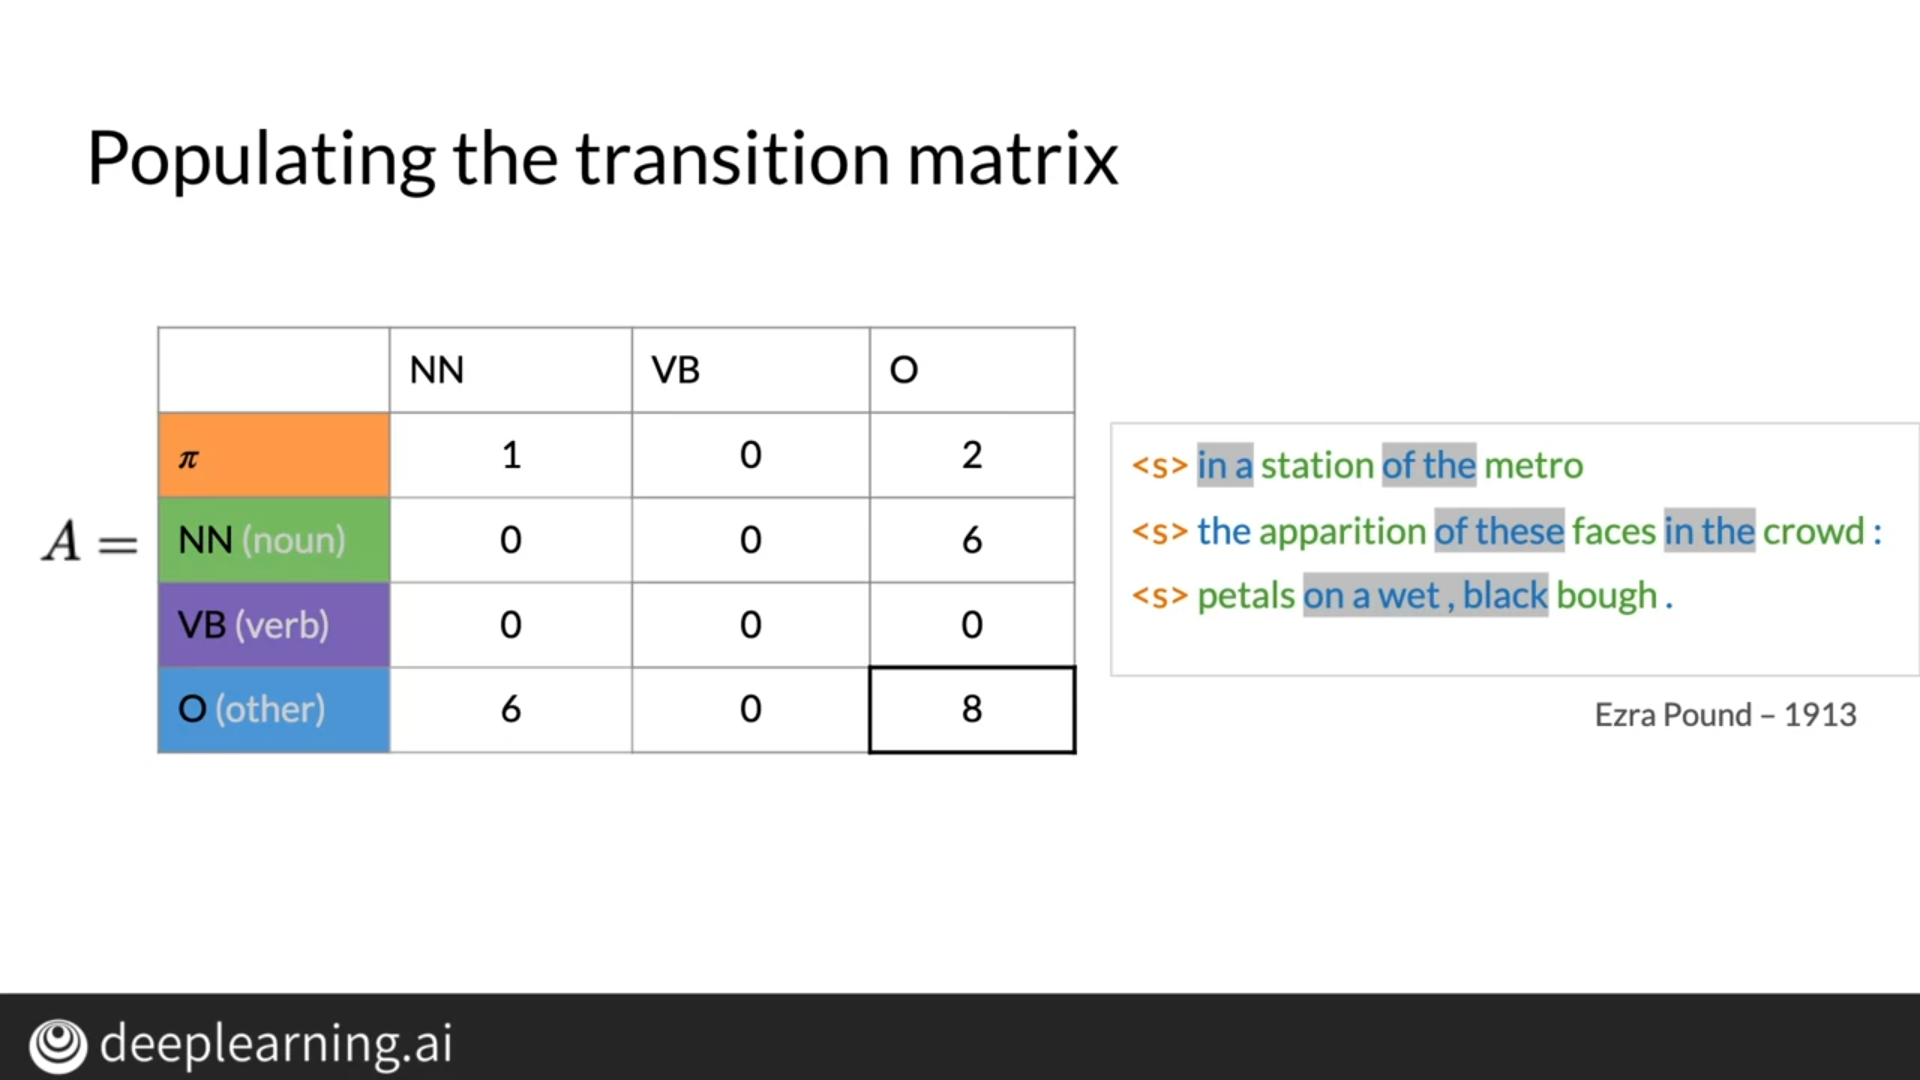 Populating the transition matrix
NN VB O
π 1 0 2
A = NN (noun) 0 0 6
VB (verb) 0 0 0
O (other) 6 0 8
<s> in a station of the metro
<s> the apparition of these faces in the crowd :
<s> petals on a wet , black bough .
Ezra Pound – 1913
deeplearning.ai